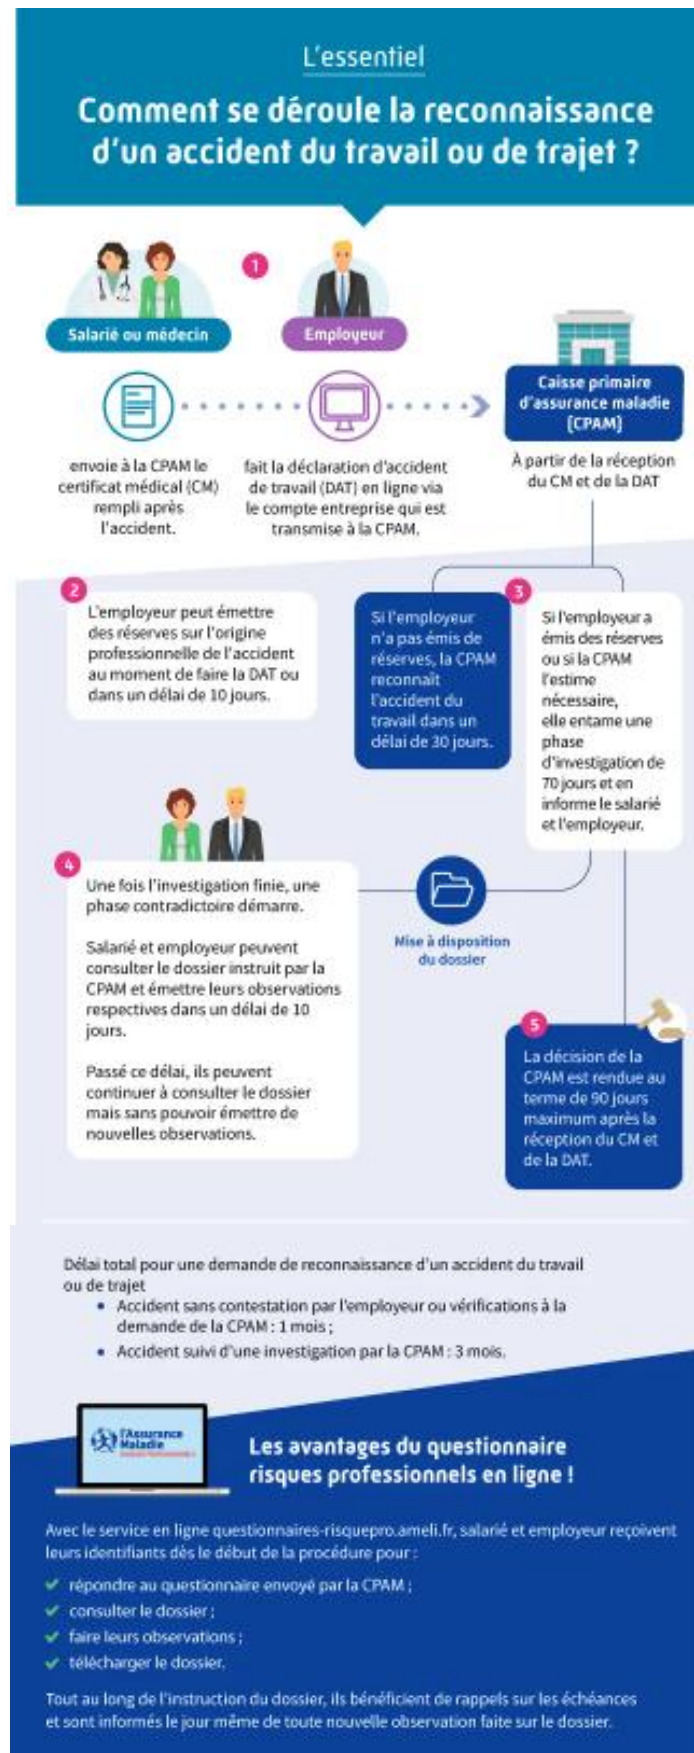 L'essentiel
Comment se déroule la reconnaissance
d'un accident du travail ou de trajet ?
1
Salarié ou médecin
Employeur
envoie à la CPAM le
certificat médical (CM)
rempli après
l'accident.
fait la déclaration d'accident
de travail (DAT) en ligne via
le compte entreprise qui est
transmise à la CPAM.
Caisse primaire
d'assurance maladie
(CPAM)
À partir de la réception
du CM et de la DAT
2
L'employeur peut émettre
des réserves sur l'origine
professionnelle de l'accident
au moment de faire la DAT ou
dans un délai de 10 jours.
3
Si l'employeur
n'a pas émis de
réserves, la CPAM
reconnaît
l'accident du
travail dans un
délai de 30 jours.
Si l'employeur a
émis des réserves
ou si la CPAM
l'estime
nécessaire,
elle entame une
phase
d'investigation de
70 jours et en
informe le salarié
et l'employeur.
4
Une fois l'investigation finie, une
phase contradictoire démarre.
Salarié et employeur peuvent
consulter le dossier instruit par la
CPAM et émettre leurs observations
respectives dans un délai de 10
jours.
Passé ce délai, ils peuvent
continuer à consulter le dossier
mais sans pouvoir émettre de
nouvelles observations.
Mise à disposition
du dossier
5
La décision de la
CPAM est rendue au
terme de 90 jours
maximum après la
réception du CM et
de la DAT.
Délai total pour une demande de reconnaissance d'un accident du travail
ou de trajet
• Accident sans contestation par l'employeur ou vérifications à la
demande de la CPAM : 1 mois ;
• Accident suivi d'une investigation par la CPAM : 3 mois.
l'Assurance
Maladie
Les avantages du questionnaire
risques professionnels en ligne !
Avec le service en ligne questionnaires-risquepro.ameli.fr, salarié et employeur reçoivent
leurs identifiants dès le début de la procédure pour :
répondre au questionnaire envoyé par la CPAM ;
consulter le dossier ;
faire leurs observations ;
télécharger le dossier.
Tout au long de l'instruction du dossier, ils bénéficient de rappels sur les échéances
et sont informés le jour même de toute nouvelle observation faite sur le dossier.